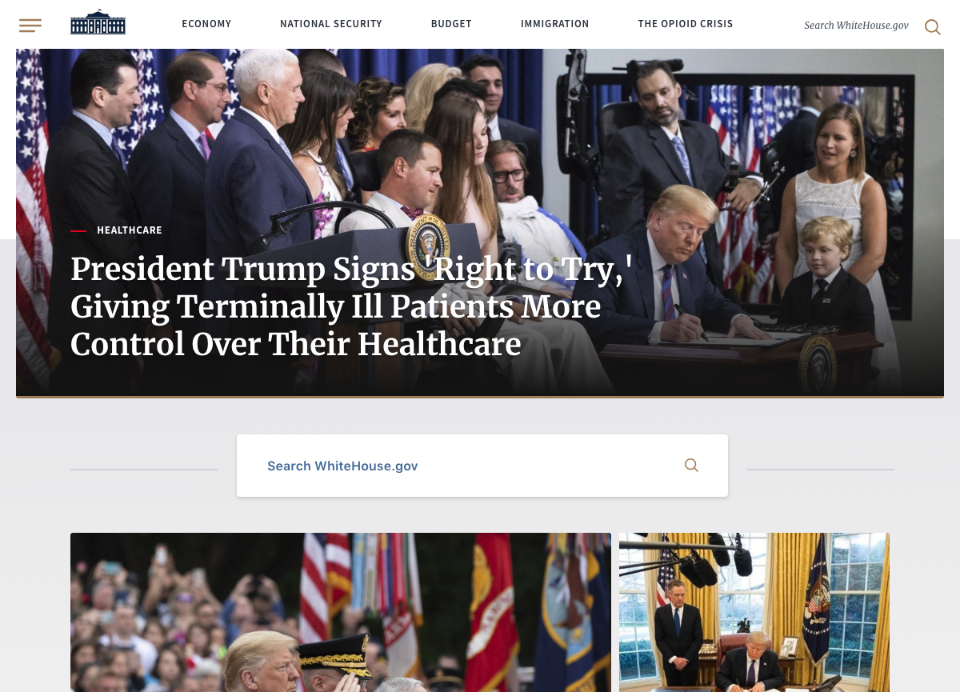 ECONOMY
NATIONAL SECURITY
BUDGET
IMMIGRATION
THE OPIOID CRISIS
Search WhiteHouse.gov
HEALTHCARE
President Trump Signs 'Right to Try,'
Giving Terminally Ill Patients More
Control Over Their Healthcare
Search WhiteHouse.gov